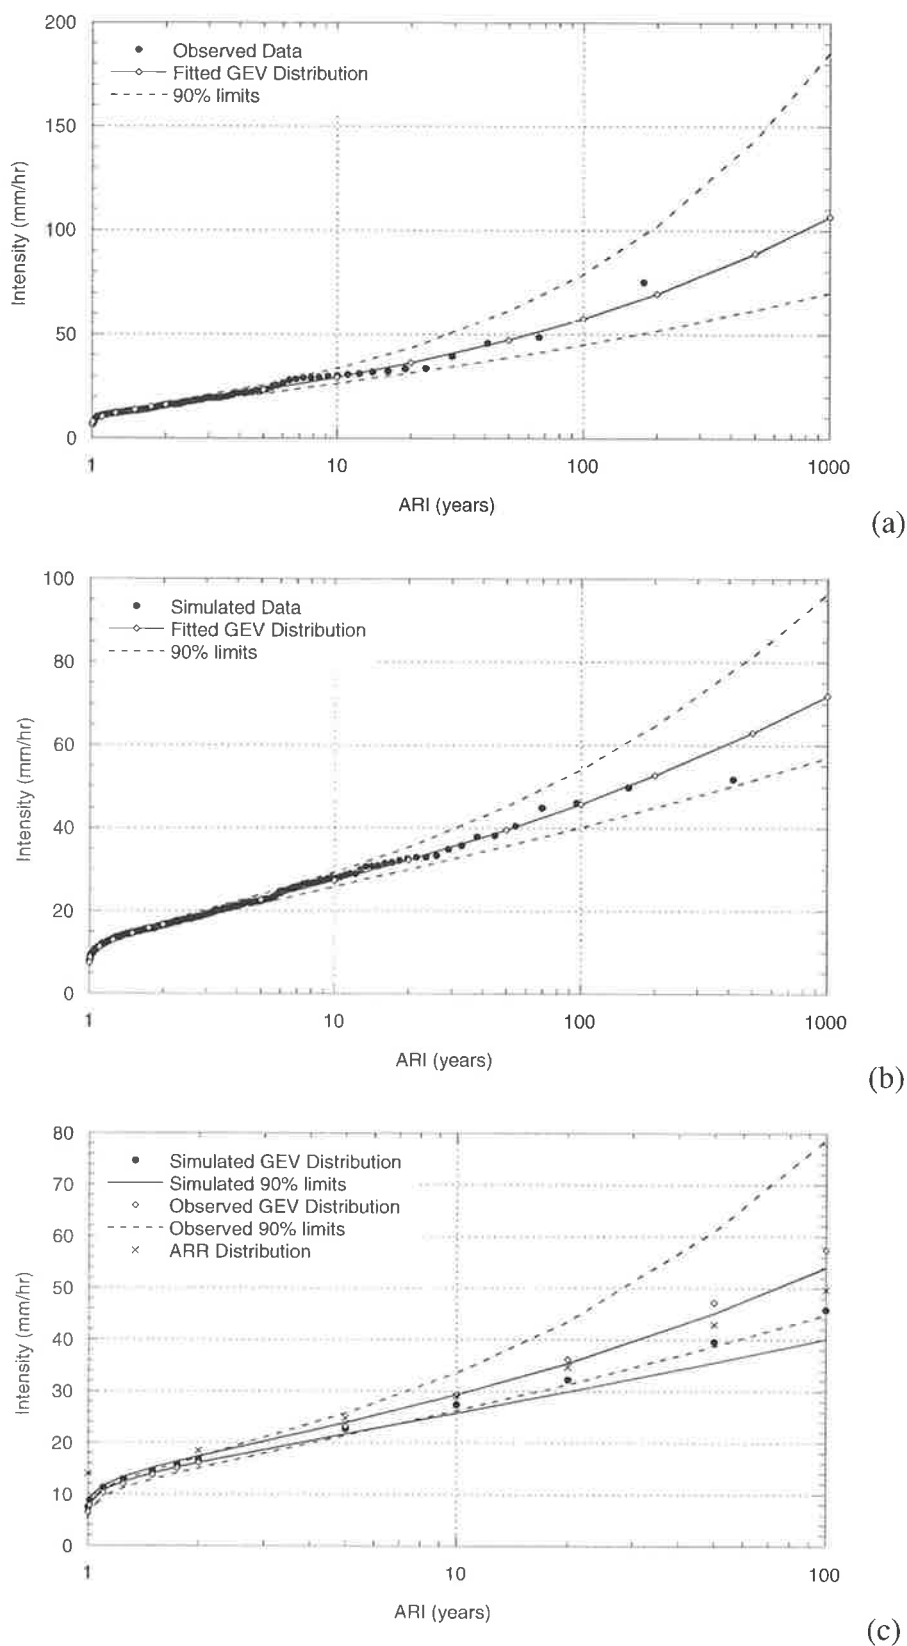 200
150
100
50
0
Intensity (mm/hr)
Observed Data
Fitted GEV Distribution
90% limits
1 10 100 1000
ARI (years)
(a)
100
80
60
40
20
0
Intensity (mm/hr)
Simulated Data
Fitted GEV Distribution
90% limits
1 10 100 1000
ARI (years)
(b)
80
70
60
50
40
30
20
10
0
Intensity (mm/hr)
Simulated GEV Distribution
Simulated 90% limits
Observed GEV Distribution
Observed 90% limits
ARR Distribution
1 10 100
ARI (years)
(c)